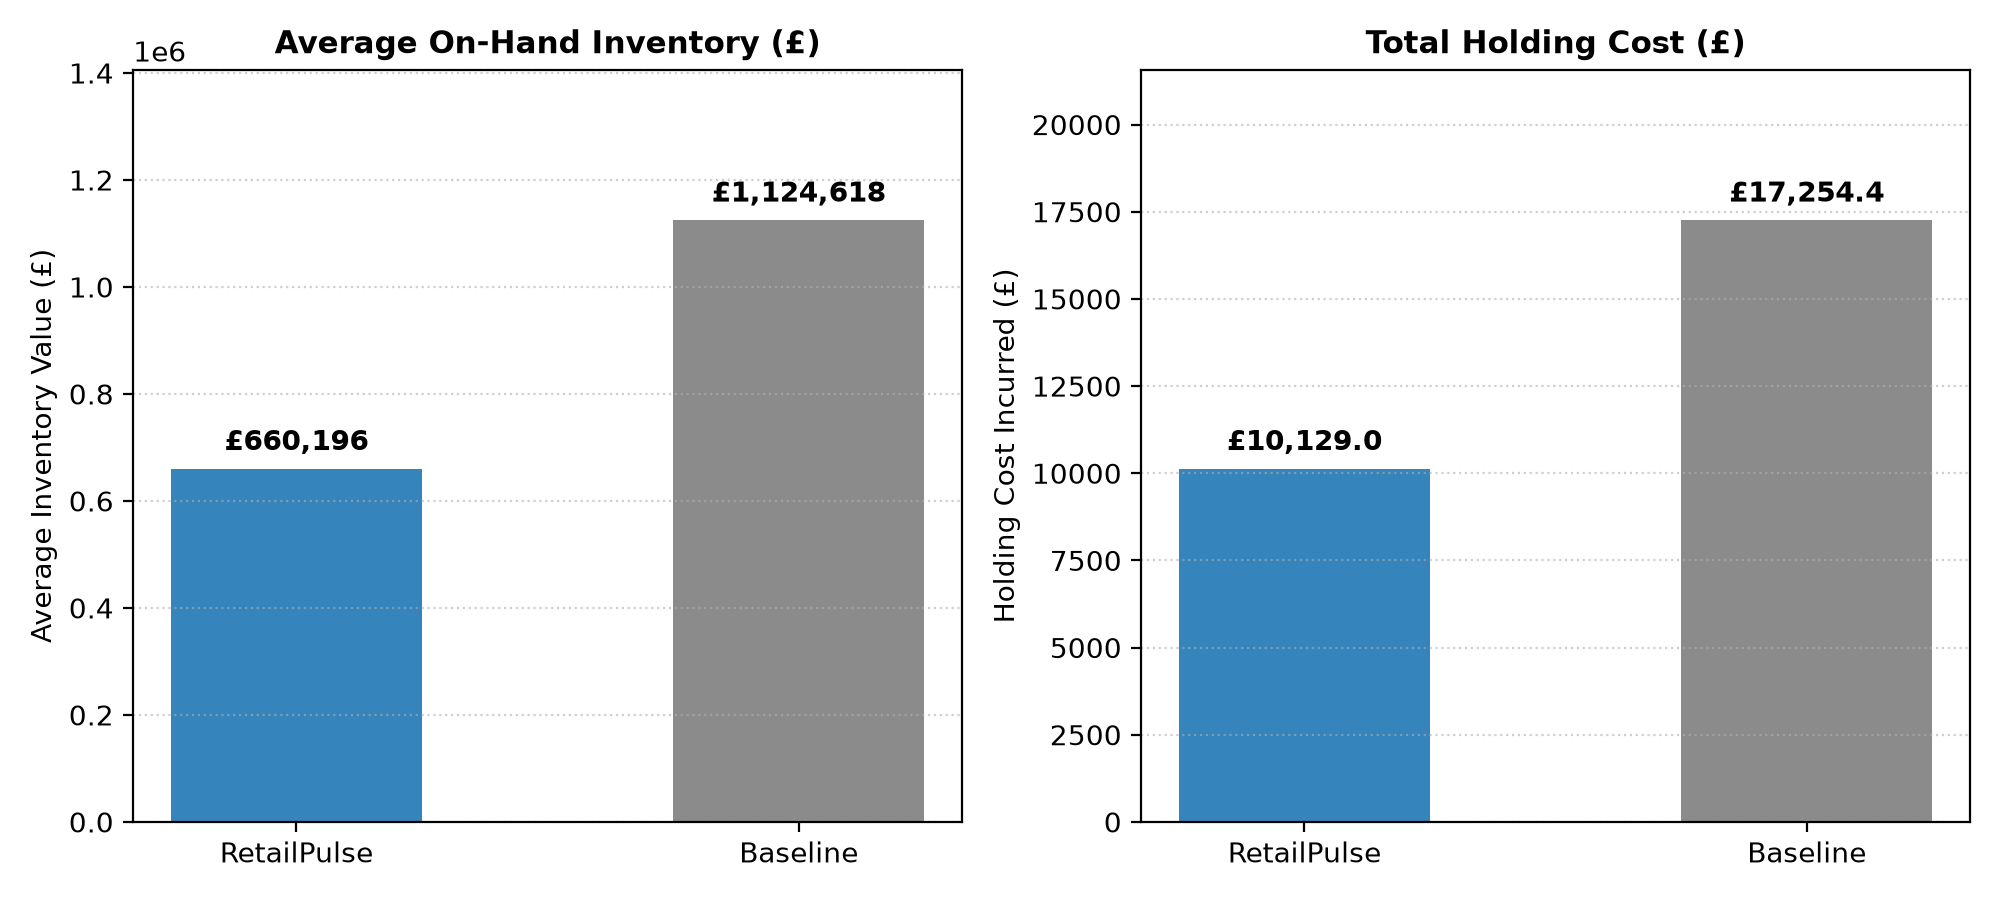 Average On-Hand Inventory (£)
1e6
Average Inventory Value (£)
1.4
1.2
1.0
0.8
0.6
0.4
0.2
0.0
£660,196
£1,124,618
RetailPulse
Baseline
Total Holding Cost (£)
Holding Cost Incurred (£)
20000
17500
15000
12500
10000
7500
5000
2500
0
£10,129.0
£17,254.4
RetailPulse
Baseline